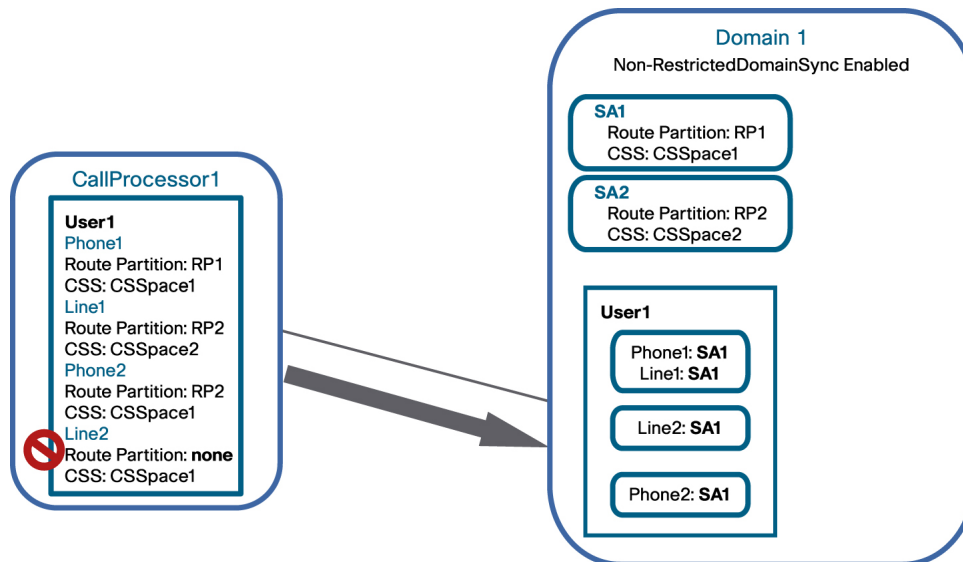 CallProcessor1
User1
Phone1
Route Partition: RP1
CSS: CSSpace1
Line1
Route Partition: RP2
CSS: CSSpace2
Phone2
Route Partition: RP2
CSS: CSSpace1
Line2
Route Partition: none
CSS: CSSpace1
Domain 1
Non-RestrictedDomainSync Enabled
SA1
Route Partition: RP1
CSS: CSSpace1
SA2
Route Partition: RP2
CSS: CSSpace2
User1
Phone1: SA1
Line1: SA1
Line2: SA1
Phone2: SA1